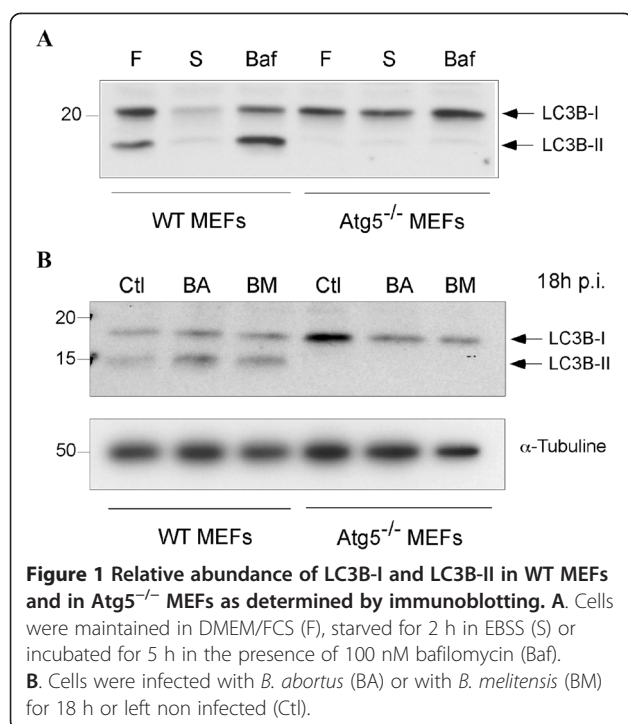 A
F S Baf F S Baf
20
LC3B-I
LC3B-II
WT MEFs Atg5-/- MEFs
B
Ctl BA BM Ctl BA BM 18h p.i.
20
LC3B-I
15
LC3B-II
50
α-Tubuline
WT MEFs Atg5-/- MEFs
Figure 1 Relative abundance of LC3B-I and LC3B-II in WT MEFs
and in Atg5−/− MEFs as determined by immunoblotting. A. Cells
were maintained in DMEM/FCS (F), starved for 2 h in EBSS (S) or
incubated for 5 h in the presence of 100 nM bafilomycin (Baf).
B. Cells were infected with B. abortus (BA) or with B. melitensis (BM)
for 18 h or left non infected (Ctl).